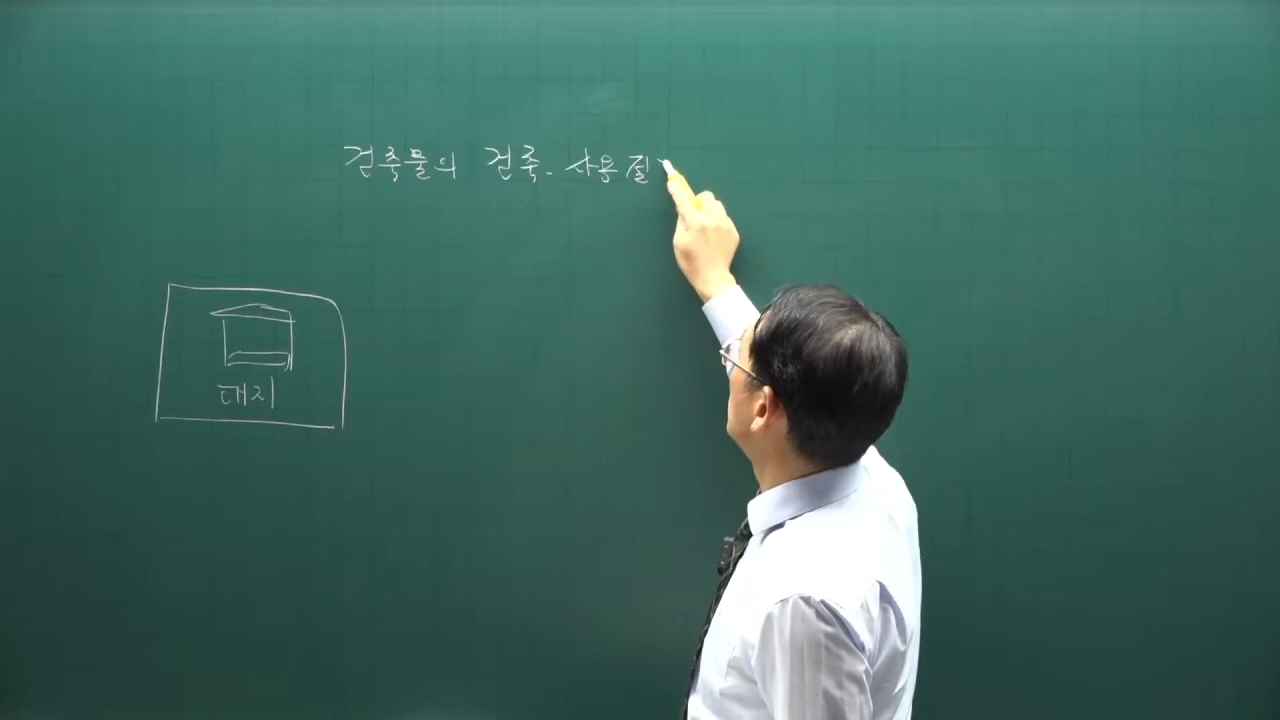 건축물의 건축. 사용 절
대지